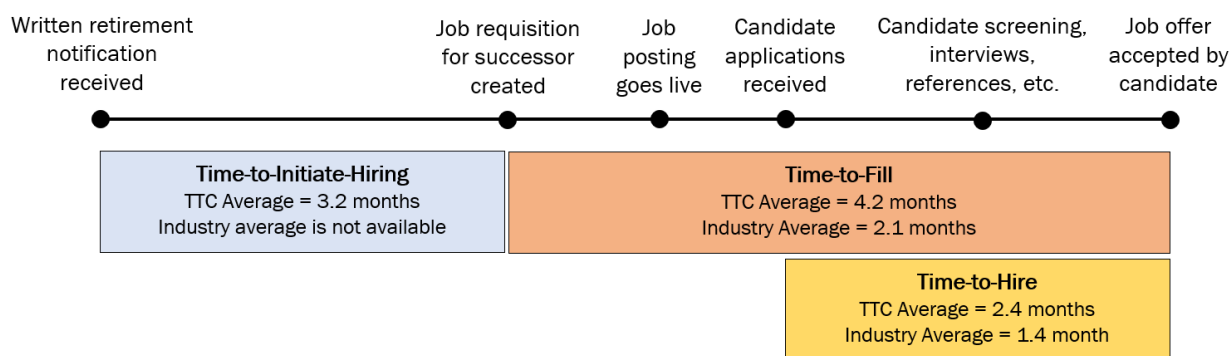 Written retirement
notification
received
Job requisition
for successor
created
Job
posting
goes live
Candidate
applications
received
Candidate screening,
interviews,
references, etc.
Job offer
accepted by
candidate
Time-to-Initiate-Hiring
TTC Average = 3.2 months
Industry average is not available
Time-to-Fill
TTC Average = 4.2 months
Industry Average = 2.1 months
Time-to-Hire
TTC Average = 2.4 months
Industry Average = 1.4 month